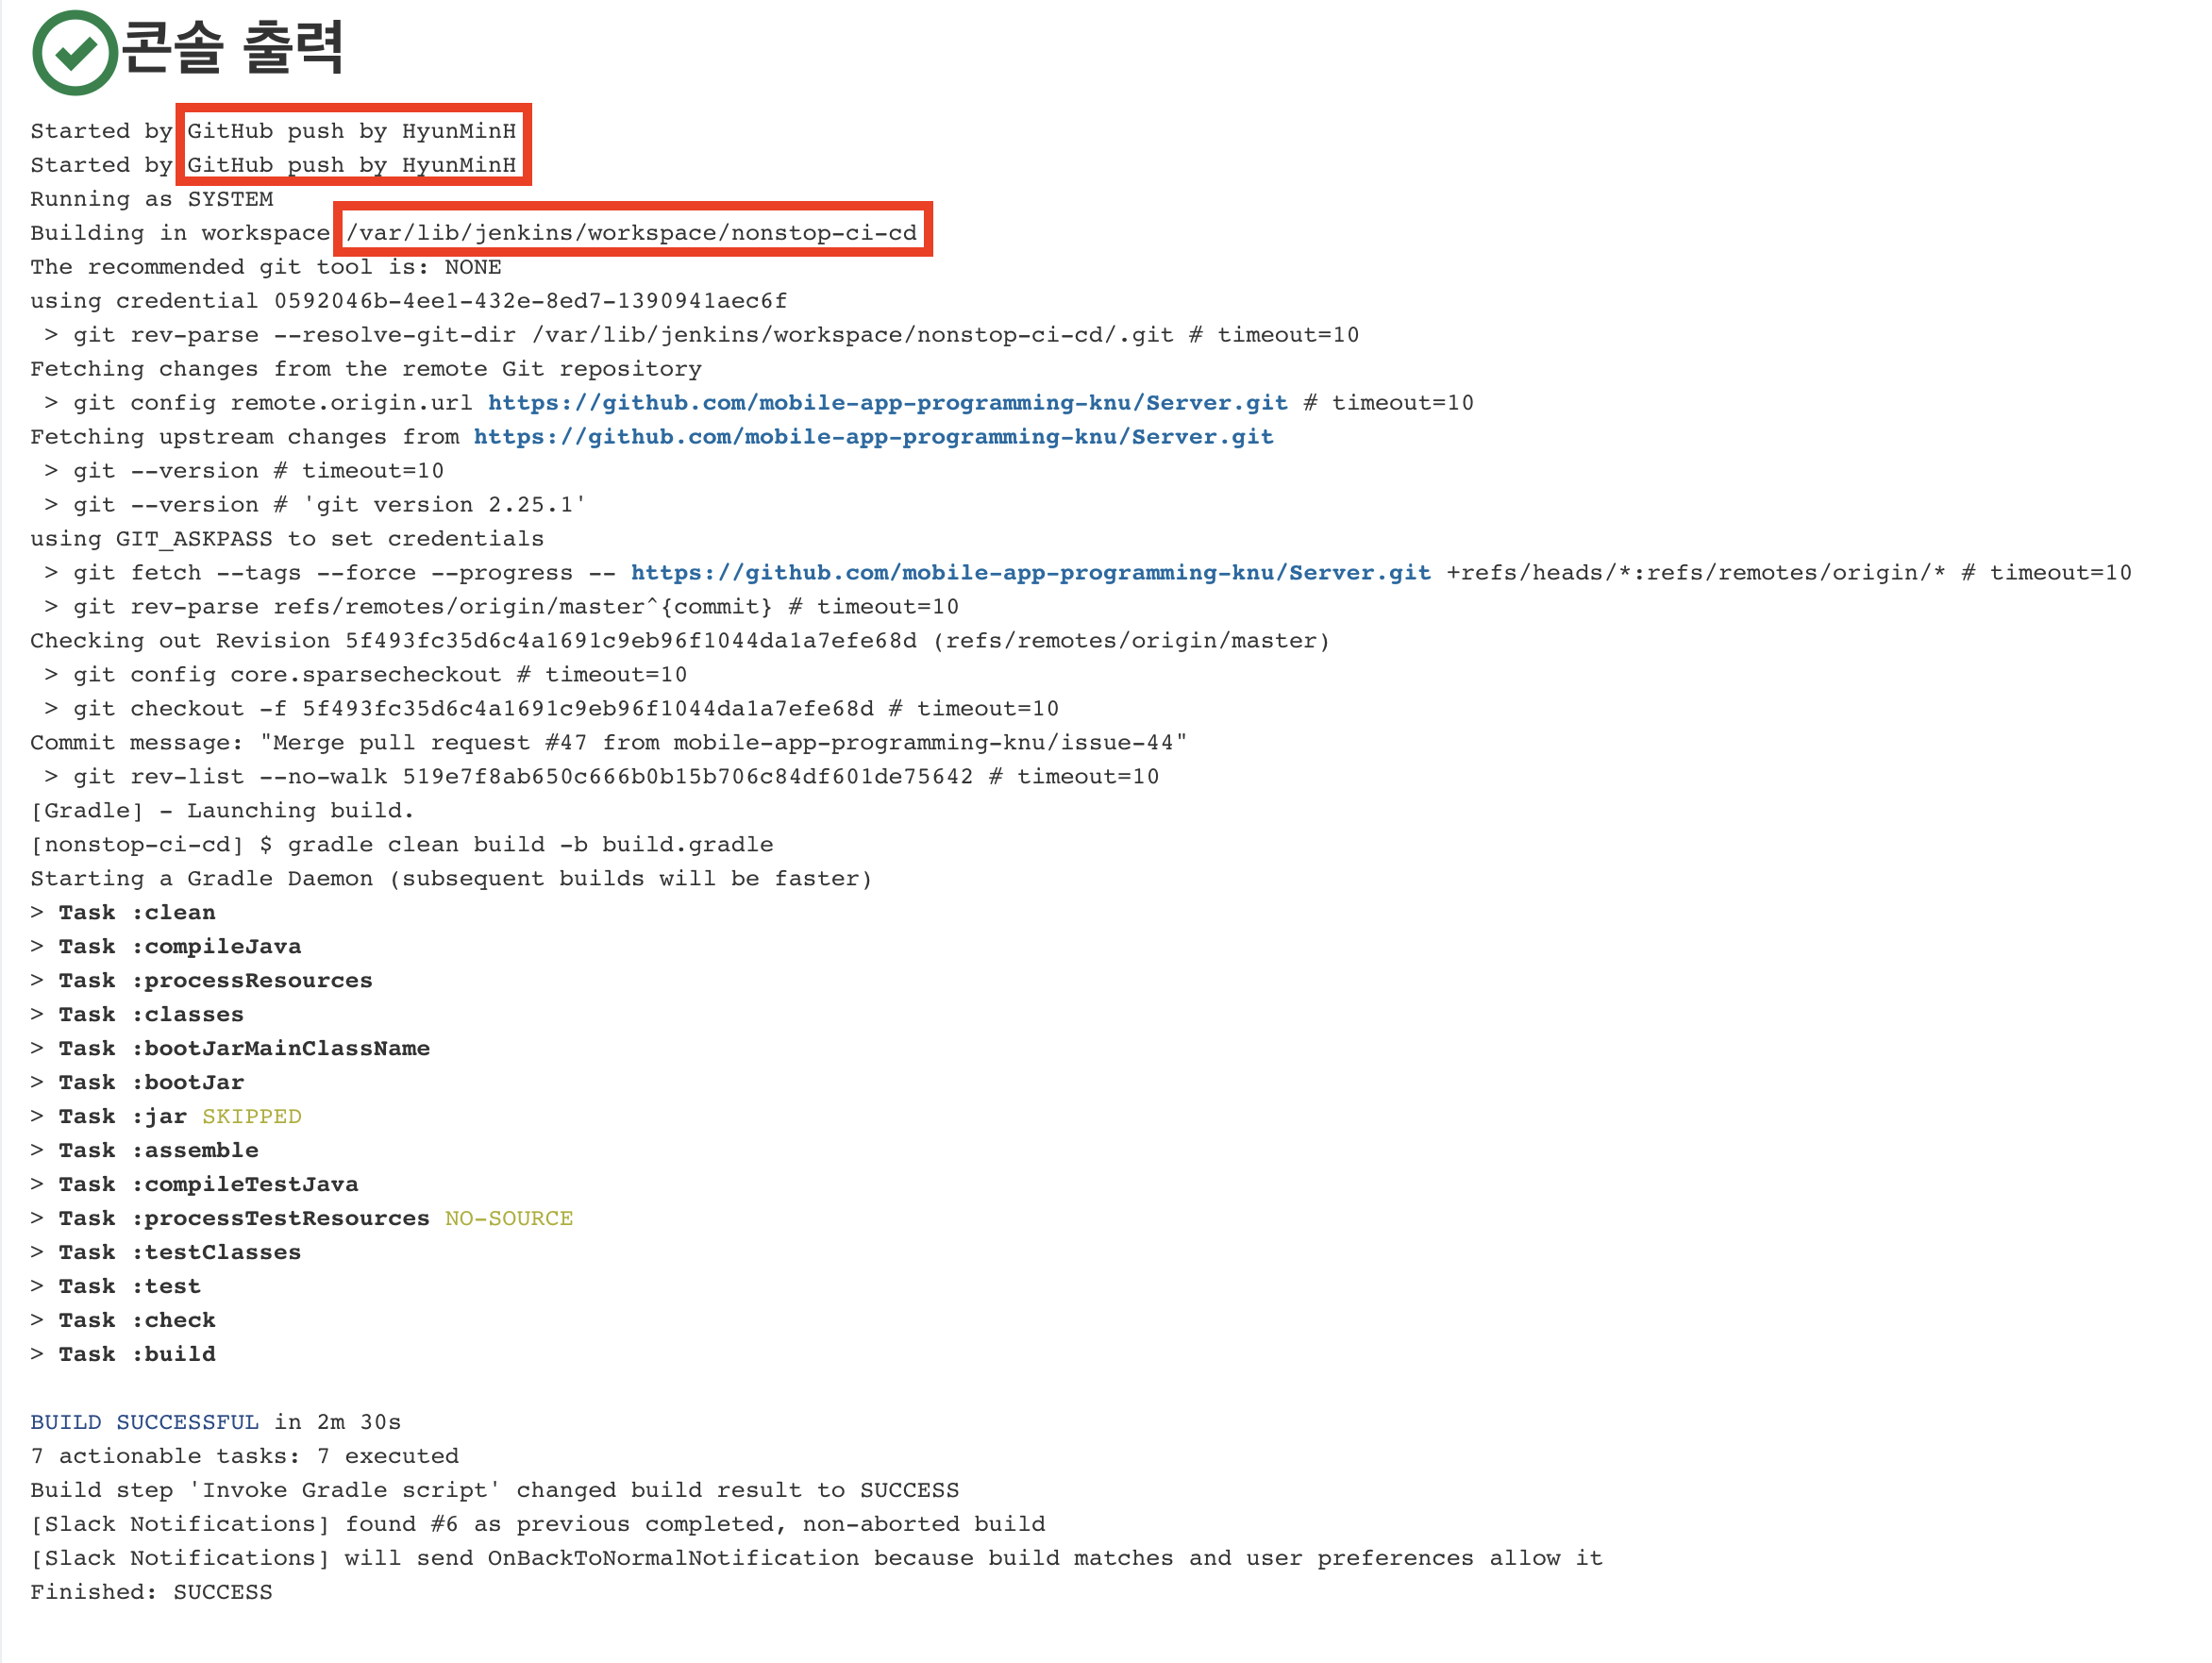 콘솔 출력
Started by GitHub push by HyunMinH
Started by GitHub push by HyunMinH
Running as SYSTEM
Building in workspace /var/lib/jenkins/workspace/nonstop-ci-cd
The recommended git tool is: NONE
using credential 0592046b-4ee1-432e-8ed7-1390941aec6f
 > git rev-parse --resolve-git-dir /var/lib/jenkins/workspace/nonstop-ci-cd/.git # timeout=10
Fetching changes from the remote Git repository
 > git config remote.origin.url https://github.com/mobile-app-programming-knu/Server.git # timeout=10
Fetching upstream changes from https://github.com/mobile-app-programming-knu/Server.git
 > git --version # timeout=10
 > git --version # 'git version 2.25.1'
using GIT_ASKPASS to set credentials
 > git fetch --tags --force --progress -- https://github.com/mobile-app-programming-knu/Server.git +refs/heads/*:refs/remotes/origin/* # timeout=10
 > git rev-parse refs/remotes/origin/master^{commit} # timeout=10
Checking out Revision 5f493fc35d6c4a1691c9eb96f1044da1a7efe68d (refs/remotes/origin/master)
 > git config core.sparsecheckout # timeout=10
 > git checkout -f 5f493fc35d6c4a1691c9eb96f1044da1a7efe68d # timeout=10
Commit message: "Merge pull request #47 from mobile-app-programming-knu/issue-44"
 > git rev-list --no-walk 519e7f8ab650c666b0b15b706c84df601de75642 # timeout=10
[Gradle] - Launching build.
[nonstop-ci-cd] $ gradle clean build -b build.gradle
Starting a Gradle Daemon (subsequent builds will be faster)
> Task :clean
> Task :compileJava
> Task :processResources
> Task :classes
> Task :bootJarMainClassName
> Task :bootJar
> Task :jar SKIPPED
> Task :assemble
> Task :compileTestJava
> Task :processTestResources NO-SOURCE
> Task :testClasses
> Task :test
> Task :check
> Task :build
BUILD SUCCESSFUL in 2m 30s
7 actionable tasks: 7 executed
Build step 'Invoke Gradle script' changed build result to SUCCESS
[Slack Notifications] found #6 as previous completed, non-aborted build
[Slack Notifications] will send OnBackToNormalNotification because build matches and user preferences allow it
Finished: SUCCESS